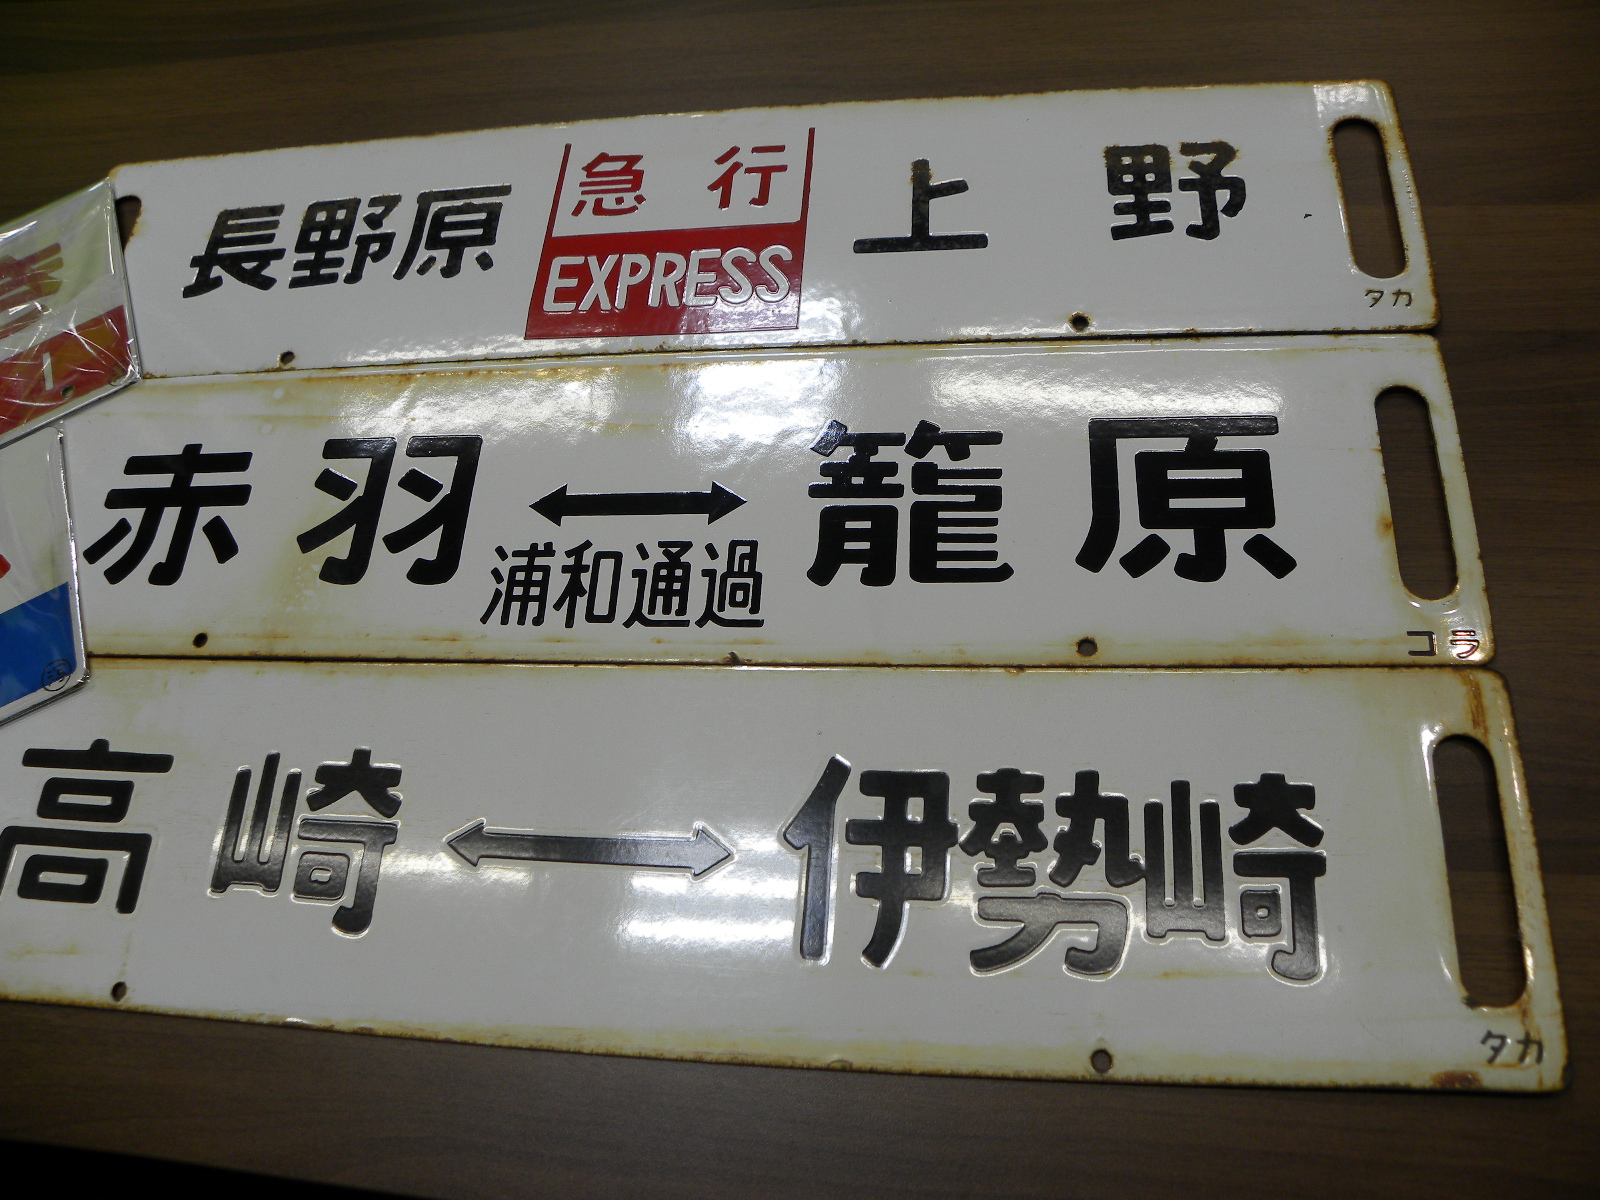 長野原 急行 上野
EXPRESS
タカ
赤羽 ↔ 籠原
浦和通過
コラ
高崎 ↔ 伊勢崎
タカ